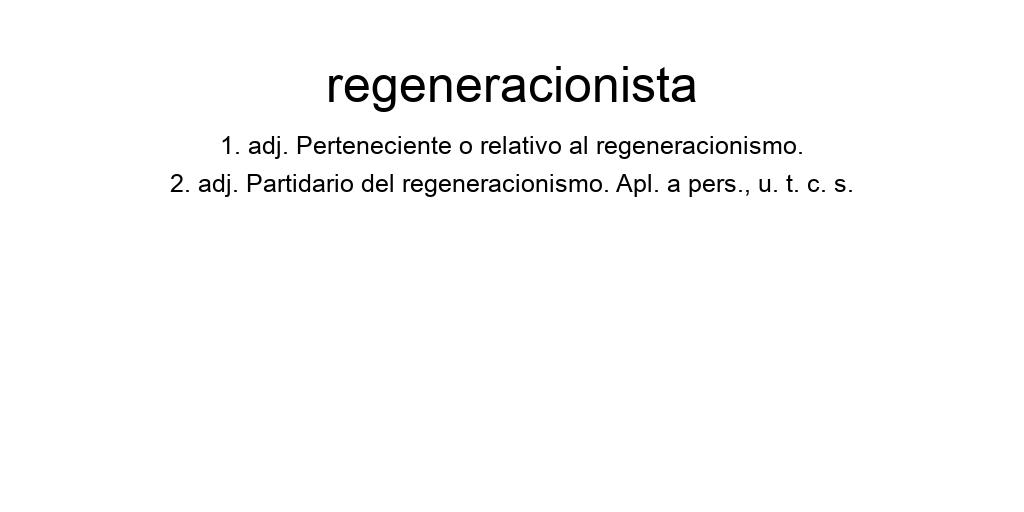 regeneracionista
1. adj. Perteneciente o relativo al regeneracionismo.
2. adj. Partidario del regeneracionismo. Apl. a pers., u. t. c. s.